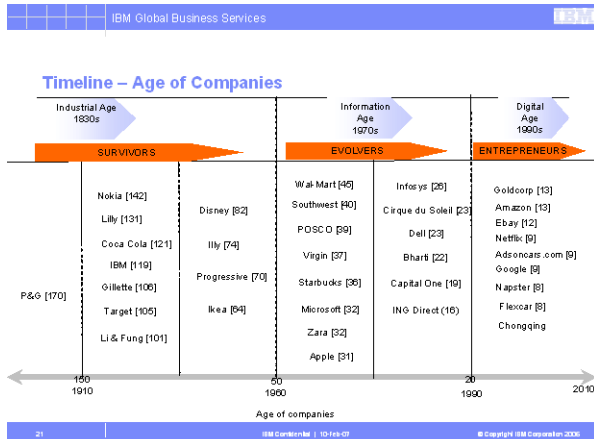 IBM Global Business Services
IBM
Timeline – Age of Companies
Industrial Age
1830s
Information
Age
1970s
Digital
Age
1990s
SURVIVORS
EVOLVERS
ENTREPRENEURS
P&G [170]
Nokia [142]
Lilly [131]
Coca Cola [121]
IBM [119]
Gillette [106]
Target [105]
Li & Fung [101]
Disney [82]
Illy [74]
Progressive [70]
Ikea [64]
Wal-Mart [45]
Southwest [40]
POSCO [39]
Virgin [37]
Starbucks [36]
Microsoft [32]
Zara [32]
Apple [31]
Infosys [26]
Cirque du Soleil [23]
Dell [23]
Bharti [22]
Capital One [19]
ING Direct (16)
Goldcorp [13]
Amazon [13]
Ebay [12]
Netflix [9]
Adsoncars.com [9]
Google [9]
Napster [8]
Flexcar [8]
Chongqing
150
1910
50
1960
20
1990
2010
Age of companies
21
IBM Confidential | 10-Feb-07
© Copyright IBM Corporation 2006